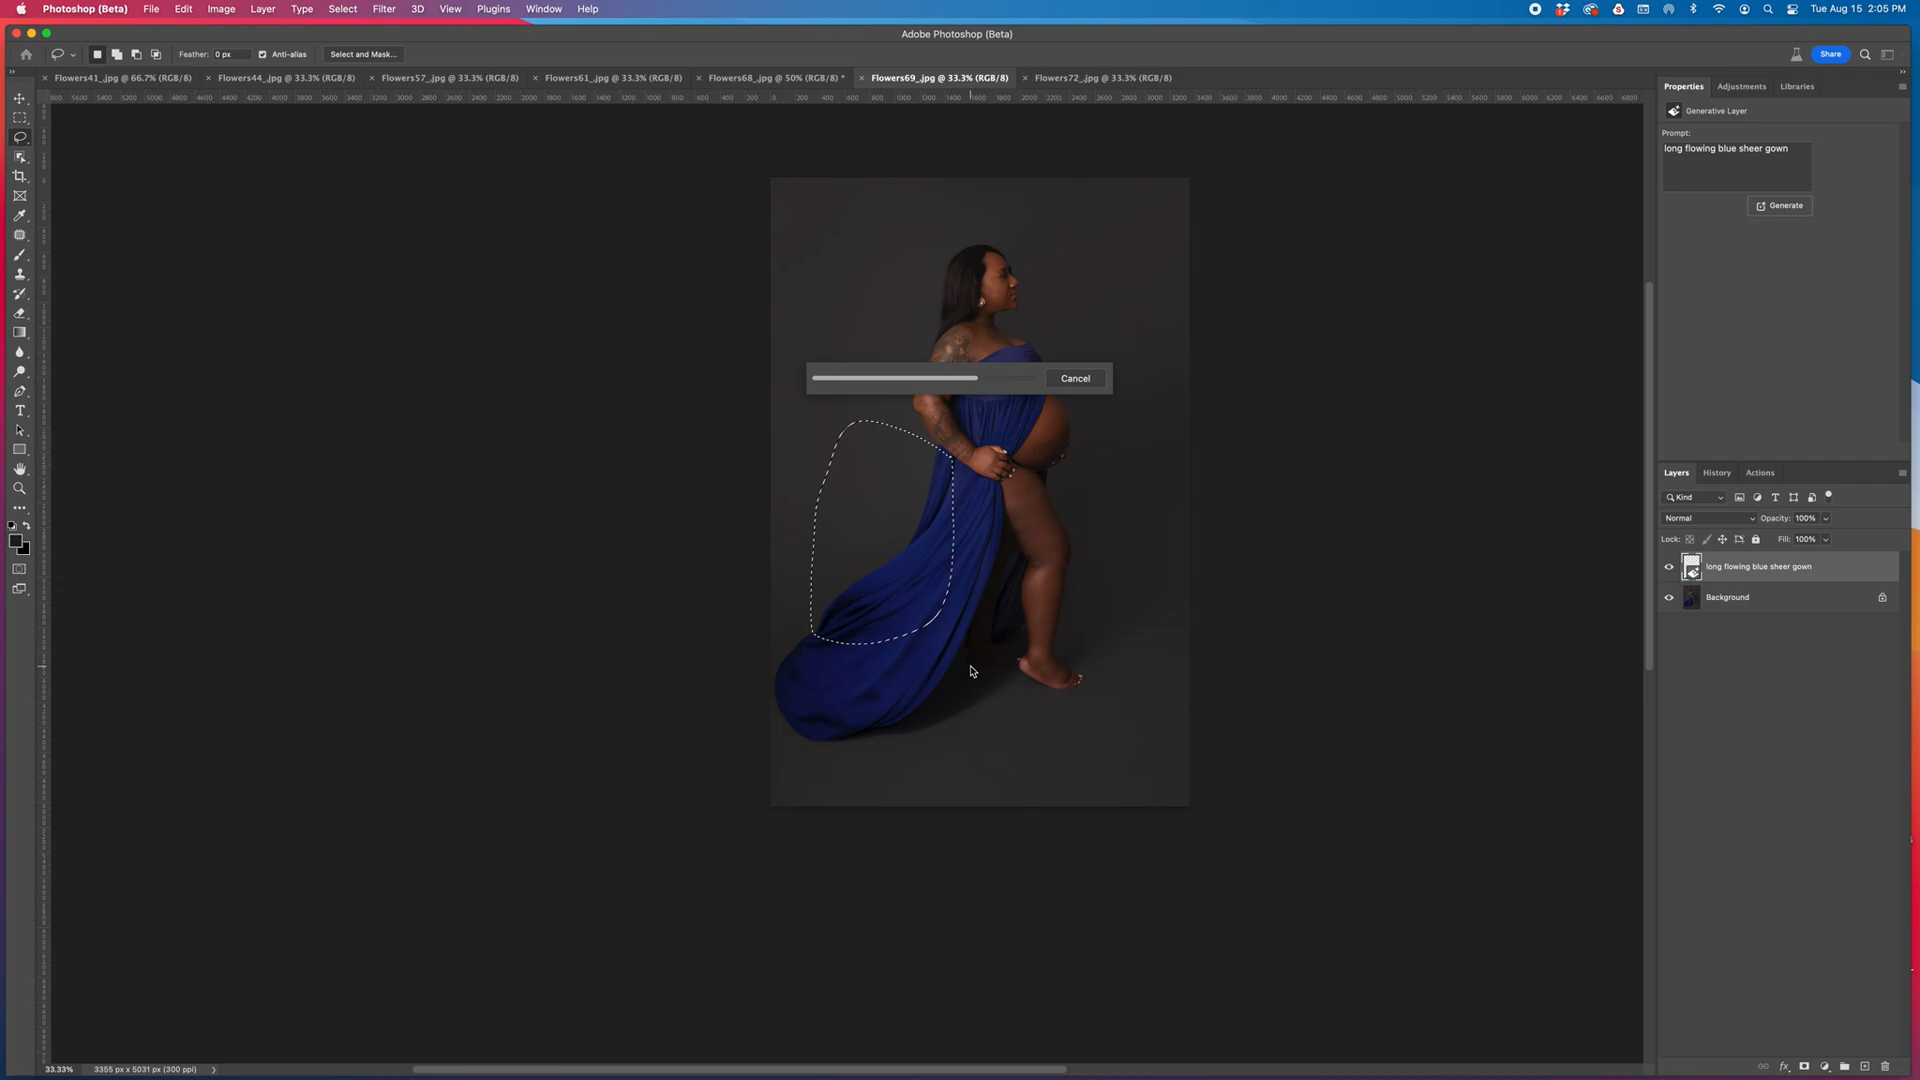 Photoshop (Beta) File Edit Image Layer Type Select Filter 3D View Plugins Window Help Tue Aug 15 2:05 PM
Adobe Photoshop (Beta)
Feather: 0 px Anti-alias Select and Mask... Share
Flowers41_.jpg @ 66.7% (RGB/8) Flowers44_.jpg @ 33.3% (RGB/8) Flowers57_.jpg @ 33.3% (RGB/8) Flowers61_.jpg @ 33.3% (RGB/8) Flowers68_.jpg @ 50% (RGB/8) * Flowers69_.jpg @ 33.3% (RGB/8) Flowers72_.jpg @ 33.3% (RGB/8)
Properties Adjustments Libraries
Generative Layer
Prompt:
long flowing blue sheer gown
Generate
Cancel
Layers History Actions
Kind
Normal Opacity: 100%
Lock: Fill: 100%
long flowing blue sheer gown
Background
33.33% 3355 px x 5031 px (300 ppi)